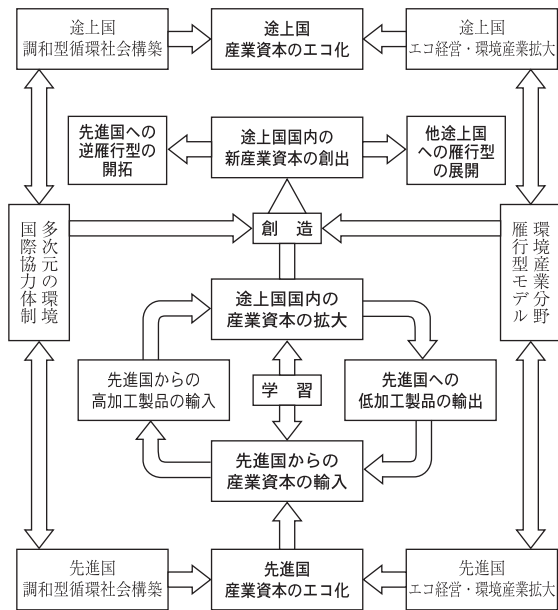 途上国
調和型循環社会構築
途上国
産業資本のエコ化
途上国
エコ経営・環境産業拡大
先進国への
逆雁行型の
開拓
途上国国内の
新産業資本の創出
他途上国
への雁行型
の展開
創 造
多次元の環境
国際協力体制
環境産業分野
雁行型モデル
途上国国内の
産業資本の拡大
先進国からの
高加工製品の輸入
学 習
先進国への
低加工製品の輸出
先進国からの
産業資本の輸入
先進国
調和型循環社会構築
先進国
産業資本のエコ化
先進国
エコ経営・環境産業拡大